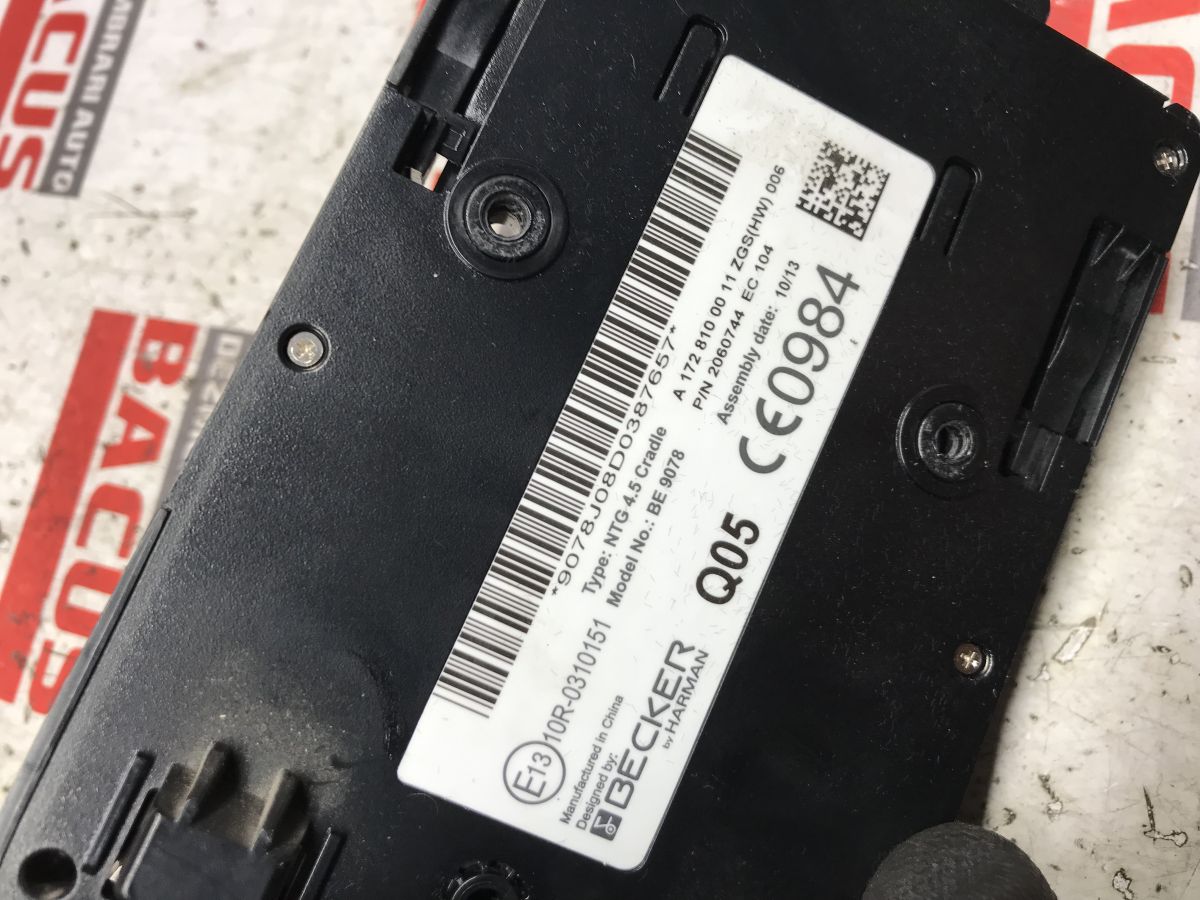 *9078J08D0387657*
A 172 810 00 11 ZGS(HW) 006
P/N 2060744 EC 104
Type: NTG 4.5 Cradle
Assembly date: 10/13
Model No.: BE 9078
E13
10R-0310151
CE0984
Q05
Manufactured in China
Designed by:
BECKER
by HARMAN
BACUS
BACUS
BACUS